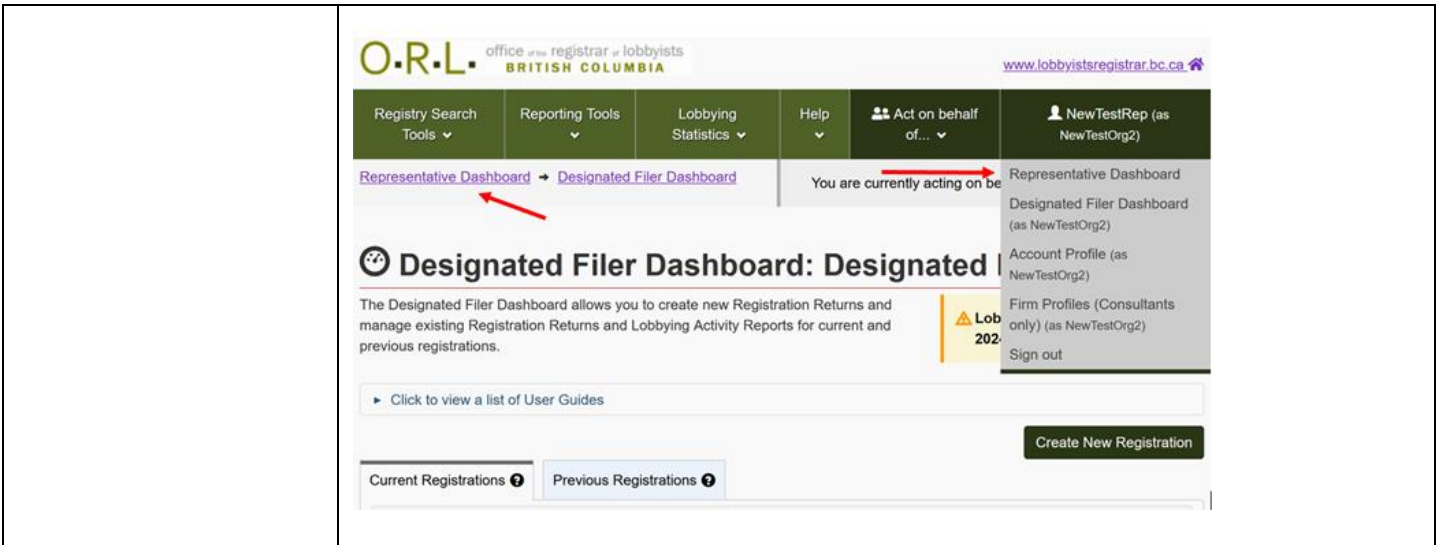 O.R.L. office of the registrar of lobbyists
BRITISH COLUMBIA
www.lobbyistsregistrar.bc.ca
Registry Search
Tools
Reporting Tools
Lobbying
Statistics
Help
Act on behalf
of...
NewTestRep (as
NewTestOrg2)
Representative Dashboard → Designated Filer Dashboard
You are currently acting on be
Representative Dashboard
Designated Filer Dashboard
(as NewTestOrg2)
Account Profile (as
NewTestOrg2)
Firm Profiles (Consultants
only) (as NewTestOrg2)
Sign out
Designated Filer Dashboard: Designated
The Designated Filer Dashboard allows you to create new Registration Returns and
manage existing Registration Returns and Lobbying Activity Reports for current and
previous registrations.
Lob
202
Click to view a list of User Guides
Create New Registration
Current Registrations ?
Previous Registrations ?